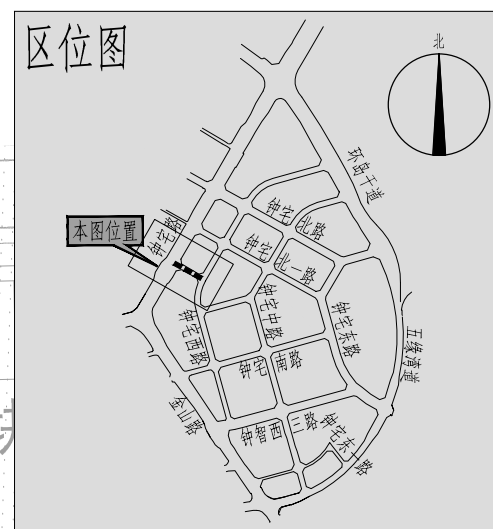 区位图
北
环岛干道
钟宅 北路
钟宅路
本图位置
钟宅 北一路
钟宅中路
钟宅西路
钟宅东路
五缘湾道
钟宅 南路
金山路
钟智西 三路
钟宅东一路